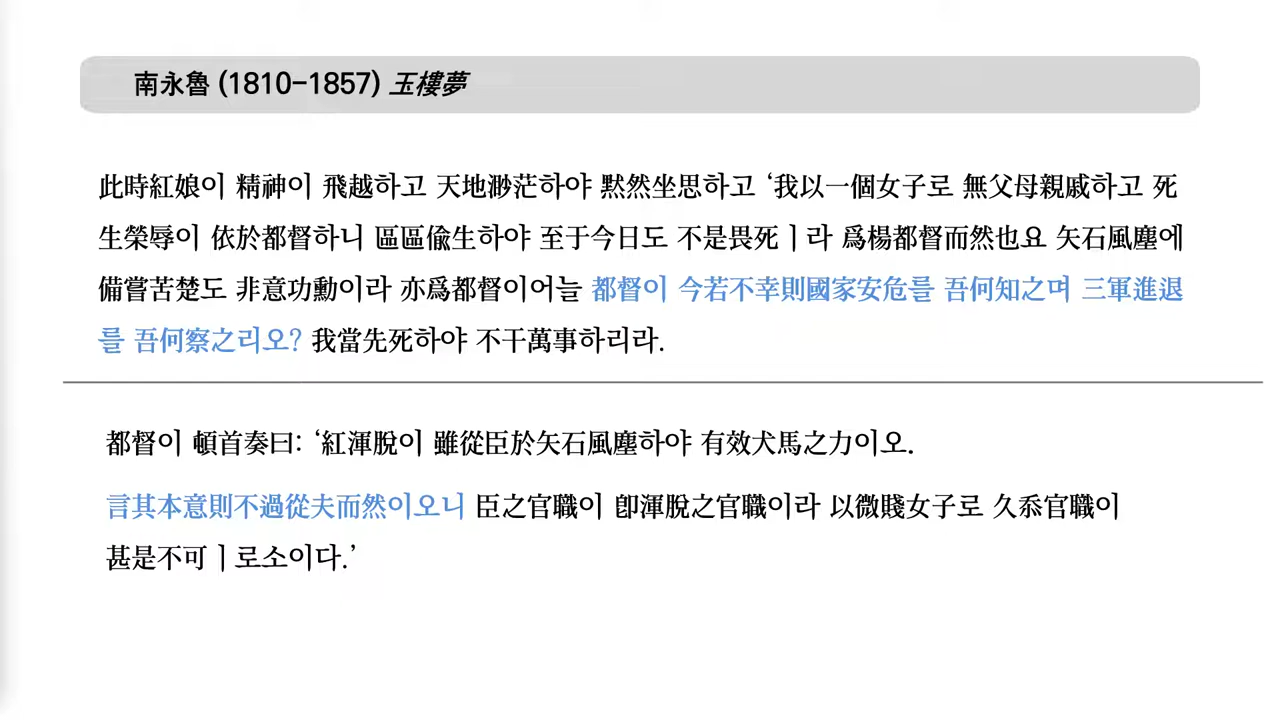 南永魯 (1810-1857) 玉樓夢
此時紅娘이 精神이 飛越하고 天地渺茫하야 黙然坐思하고 ‘我以一個女子로 無父母親戚하고 死
生榮辱이 依於都督하니 區區偸生하야 至于今日도 不是畏死ㅣ라 爲楊都督而然也요 矢石風塵에
備嘗苦楚도 非意功勳이라 亦爲都督이어늘 都督이 今若不幸則國家安危를 吾何知之며 三軍進退
를 吾何察之리오? 我當先死하야 不干萬事하리라.
都督이 頓首奏曰: ‘紅渾脫이 雖從臣於矢石風塵하야 有效犬馬之力이오.
言其本意則不過從夫而然이오니 臣之官職이 卽渾脫之官職이라 以微賤女子로 久忝官職이
甚是不可ㅣ로소이다.’